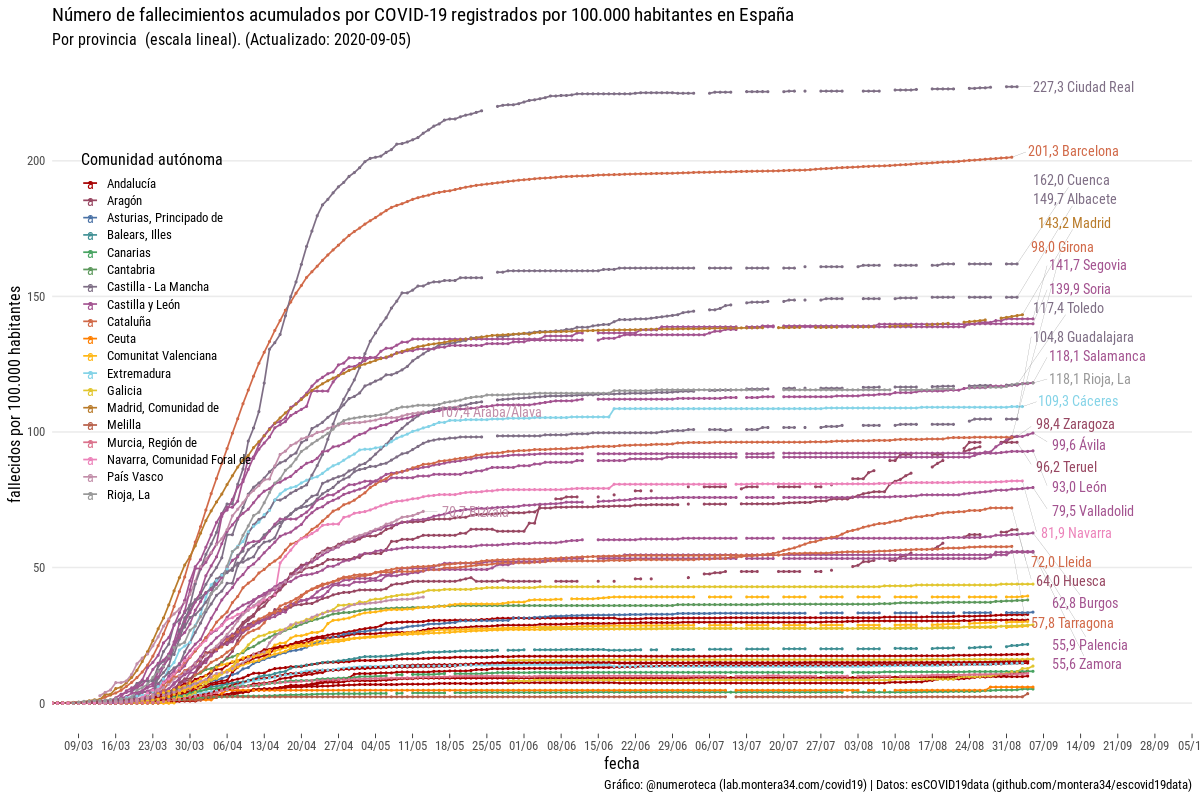 Número de fallecimientos acumulados por COVID-19 registrados por 100.000 habitantes en España
Por provincia (escala lineal). (Actualizado: 2020-09-05)
fallecidos por 100.000 habitantes
200
150
100
50
0
Comunidad autónoma
Andalucía
Aragón
Asturias, Principado de
Balears, Illes
Canarias
Cantabria
Castilla - La Mancha
Castilla y León
Cataluña
Ceuta
Comunitat Valenciana
Extremadura
Galicia
Madrid, Comunidad de
Melilla
Murcia, Región de
Navarra, Comunidad Foral de
País Vasco
Rioja, La
227,3 Ciudad Real
201,3 Barcelona
162,0 Cuenca
149,7 Albacete
143,2 Madrid
98,0 Girona
141,7 Segovia
139,9 Soria
117,4 Toledo
104,8 Guadalajara
118,1 Salamanca
118,1 Rioja, La
109,3 Cáceres
107,4 Araba/Álava
98,4 Zaragoza
99,6 Ávila
96,2 Teruel
93,0 León
79,5 Valladolid
81,9 Navarra
72,0 Lleida
64,0 Huesca
62,8 Burgos
57,8 Tarragona
55,9 Palencia
55,6 Zamora
09/03 16/03 23/03 30/03 06/04 13/04 20/04 27/04 04/05 11/05 18/05 25/05 01/06 08/06 15/06 22/06 29/06 06/07 13/07 20/07 27/07 03/08 10/08 17/08 24/08 31/08 07/09 14/09 21/09 28/09 05/1
fecha
Gráfico: @numeroteca (lab.montera34.com/covid19) | Datos: esCOVID19data (github.com/montera34/escovid19data)